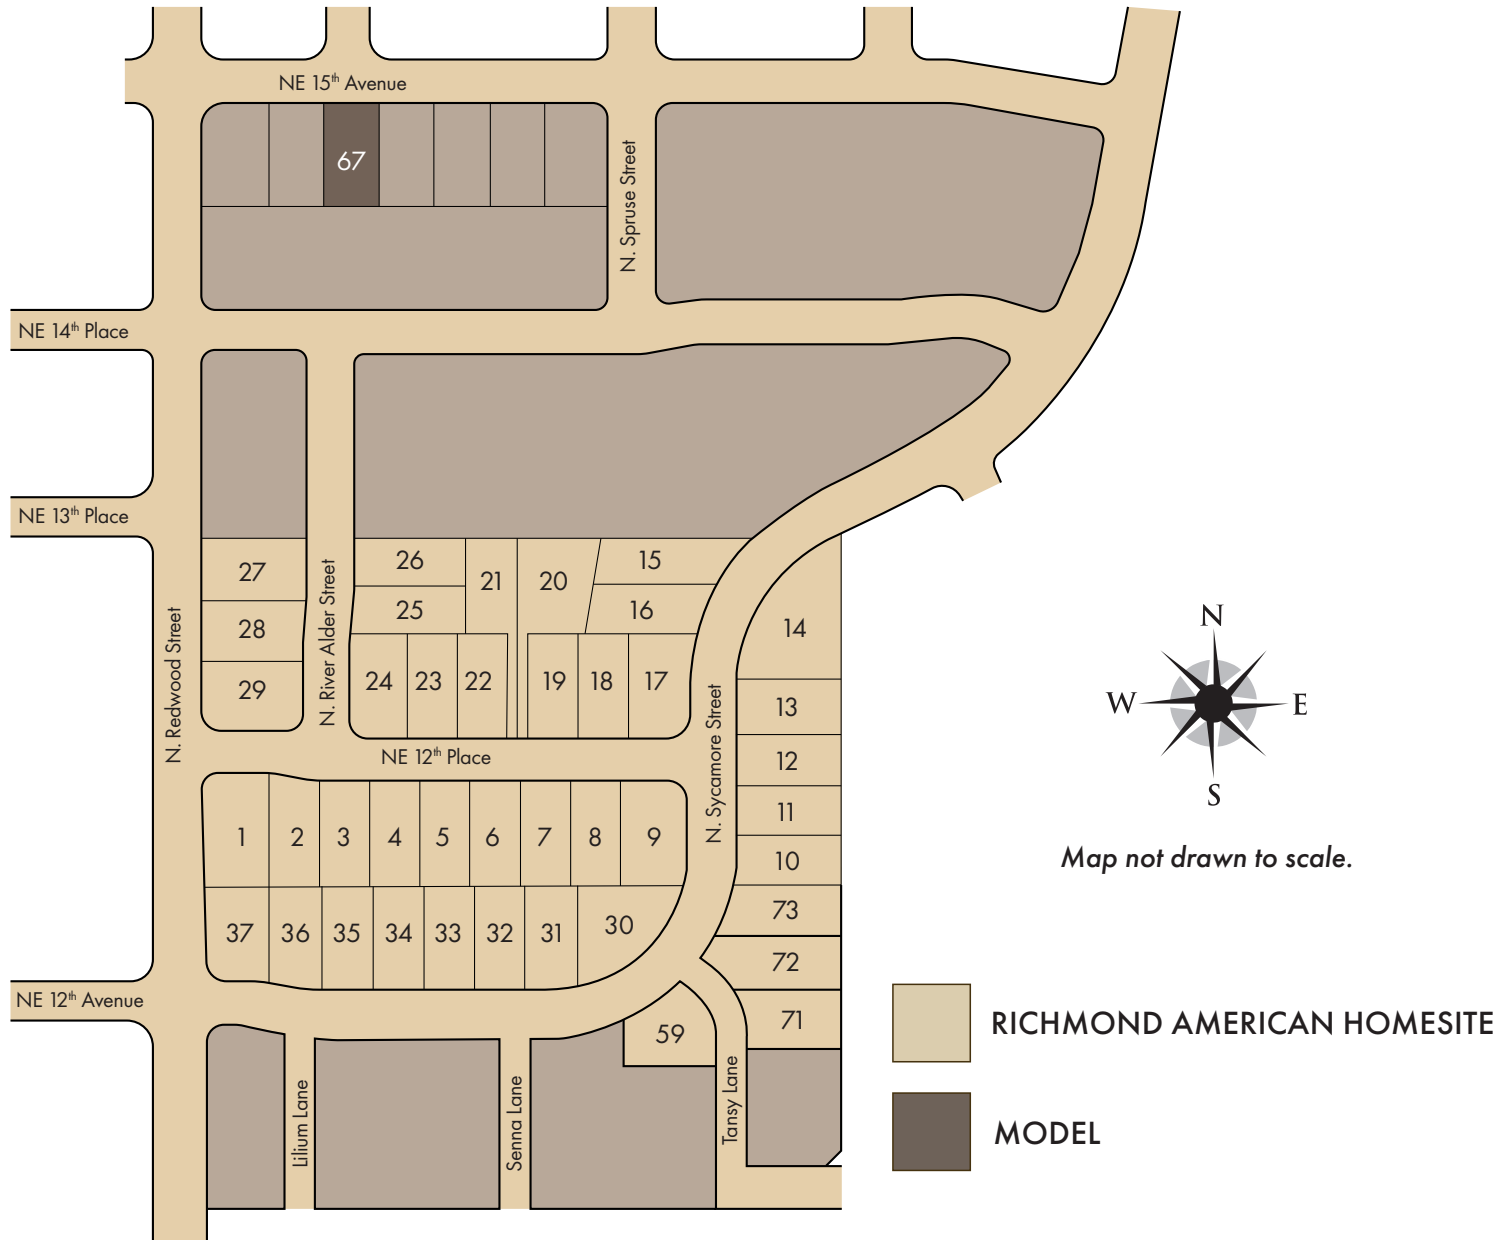 NE 15th Avenue
67
N. Spruse Street
NE 14th Place
NE 13th Place
27
28
29
N. Redwood Street
N. River Alder Street
26
25
21
20
15
16
24
23
22
19
18
17
14
13
12
11
10
73
72
71
N. Sycamore Street
NE 12th Place
1
2
3
4
5
6
7
8
9
37
36
35
34
33
32
31
30
NE 12th Avenue
59
Lilium Lane
Senna Lane
Tansy Lane
N
W
E
S
Map not drawn to scale.
RICHMOND AMERICAN HOMESITE
MODEL